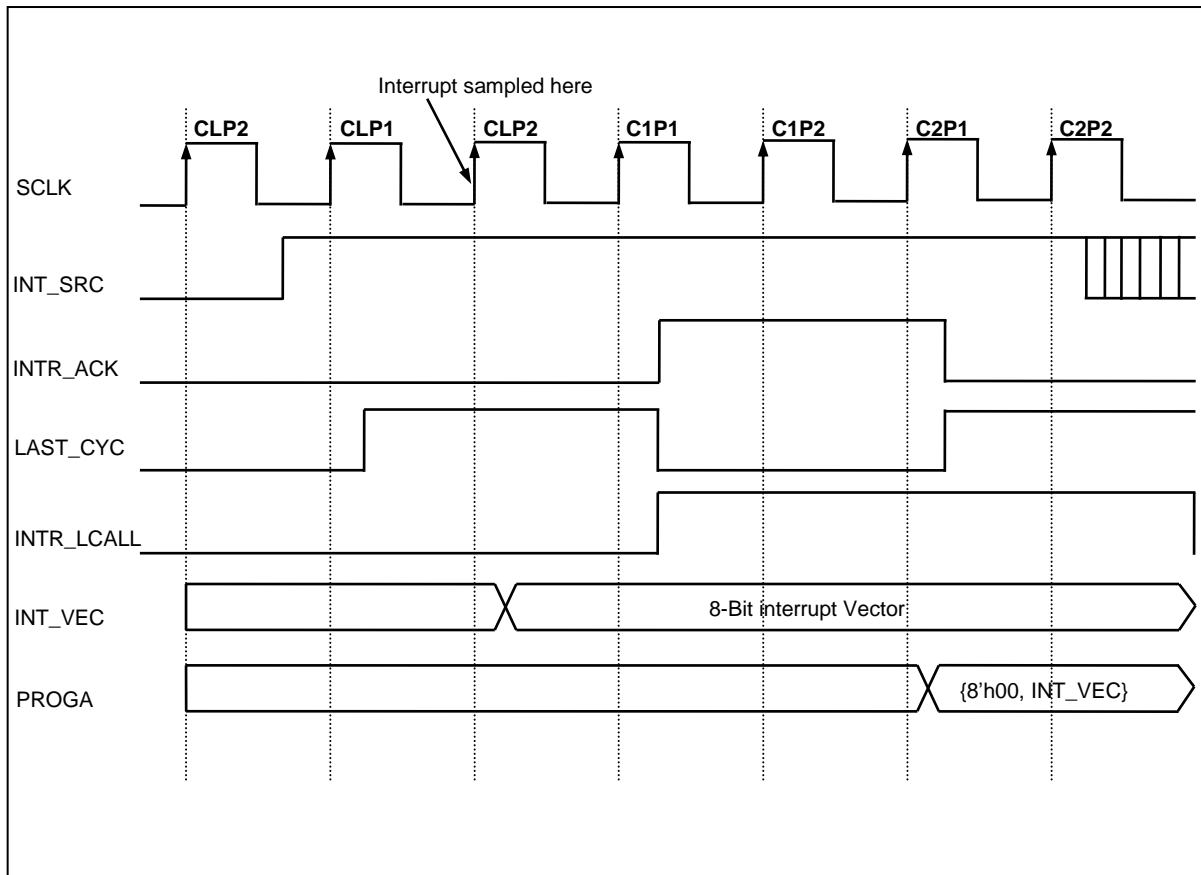 Interrupt sampled here
CLP2 CLP1 CLP2 C1P1 C1P2 C2P1 C2P2
SCLK
INT_SRC
INTR_ACK
LAST_CYC
INTR_LCALL
INT_VEC 8-Bit interrupt Vector
PROGA {8'h00, INT_VEC}